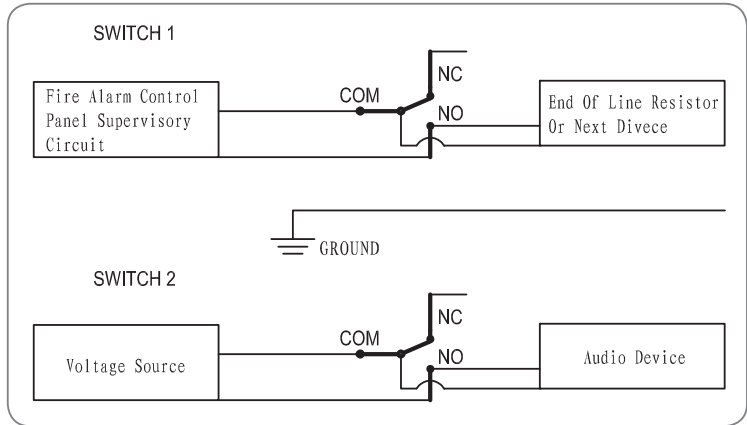 SWITCH 1
NC
COM
NO
Fire Alarm Control
Panel Supervisory
Circuit
End Of Line Resistor
Or Next Divece
GROUND
SWITCH 2
NC
COM
NO
Voltage Source
Audio Device